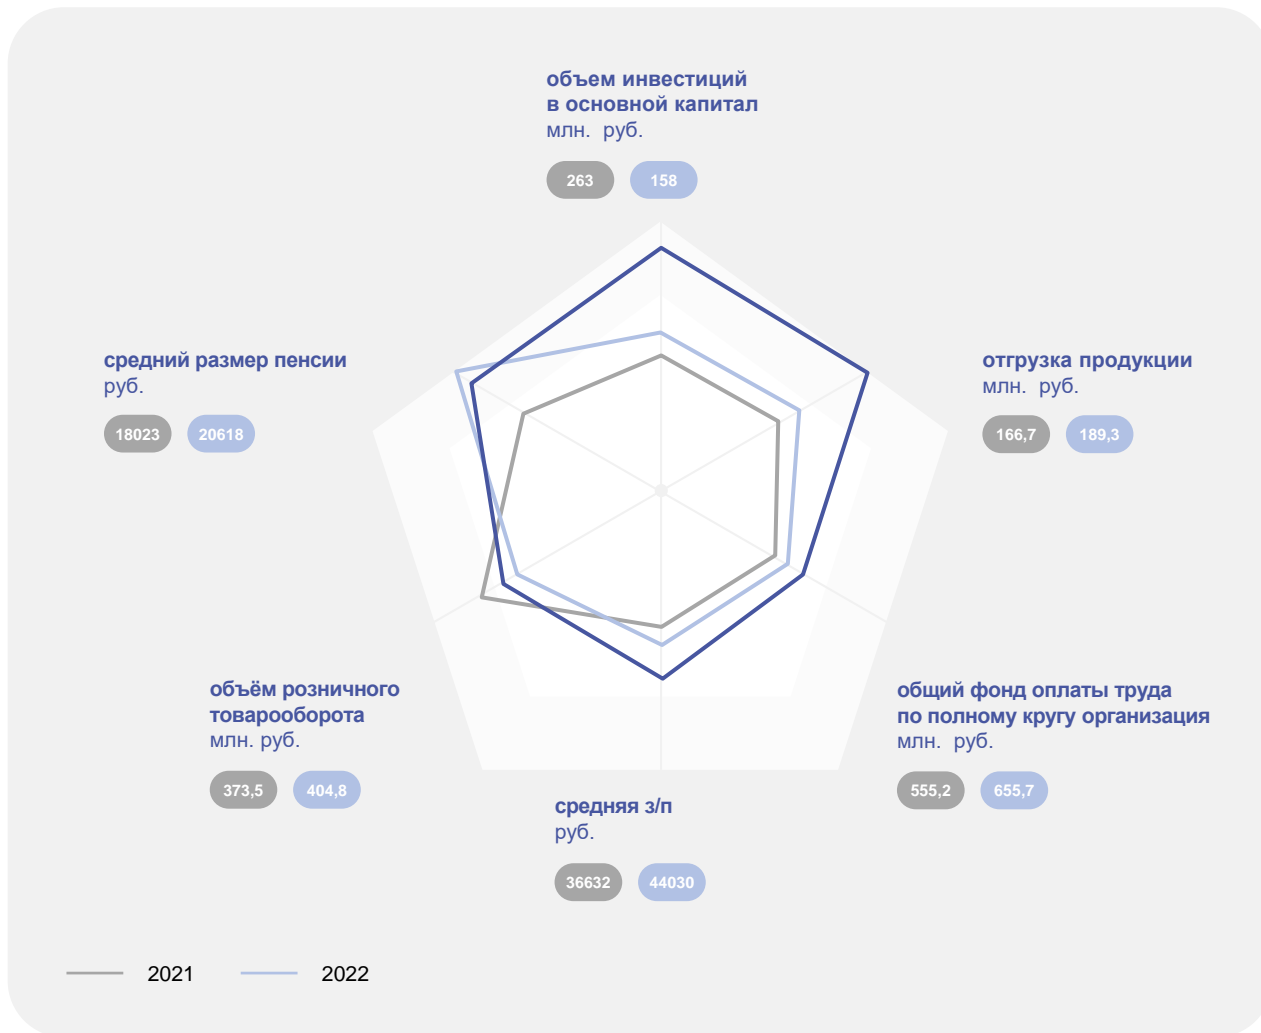 объем инвестиций
в основной капитал
млн. руб.
263 158
средний размер пенсии
руб.
18023 20618
отгрузка продукции
млн. руб.
166,7 189,3
объём розничного
товарооборота
млн. руб.
373,5 404,8
общий фонд оплаты труда
по полному кругу организация
млн. руб.
555,2 655,7
средняя з/п
руб.
36632 44030
2021 2022